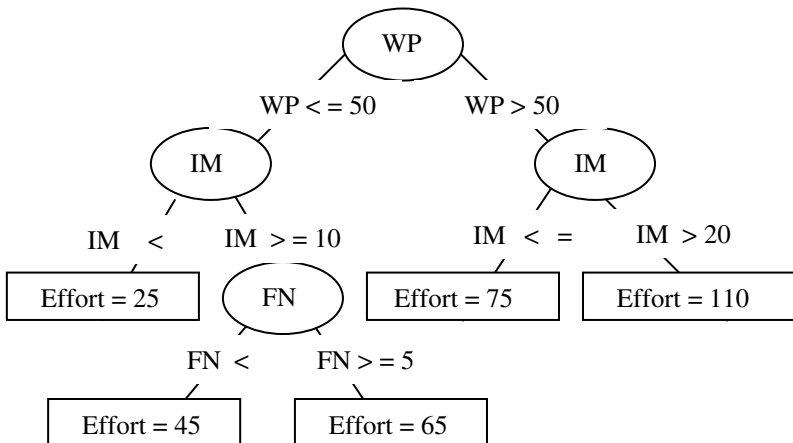 WP
WP < = 50
WP > 50
IM
IM
IM <
IM > = 10
IM < =
IM > 20
Effort = 25
FN
Effort = 75
Effort = 110
FN <
FN > = 5
Effort = 45
Effort = 65